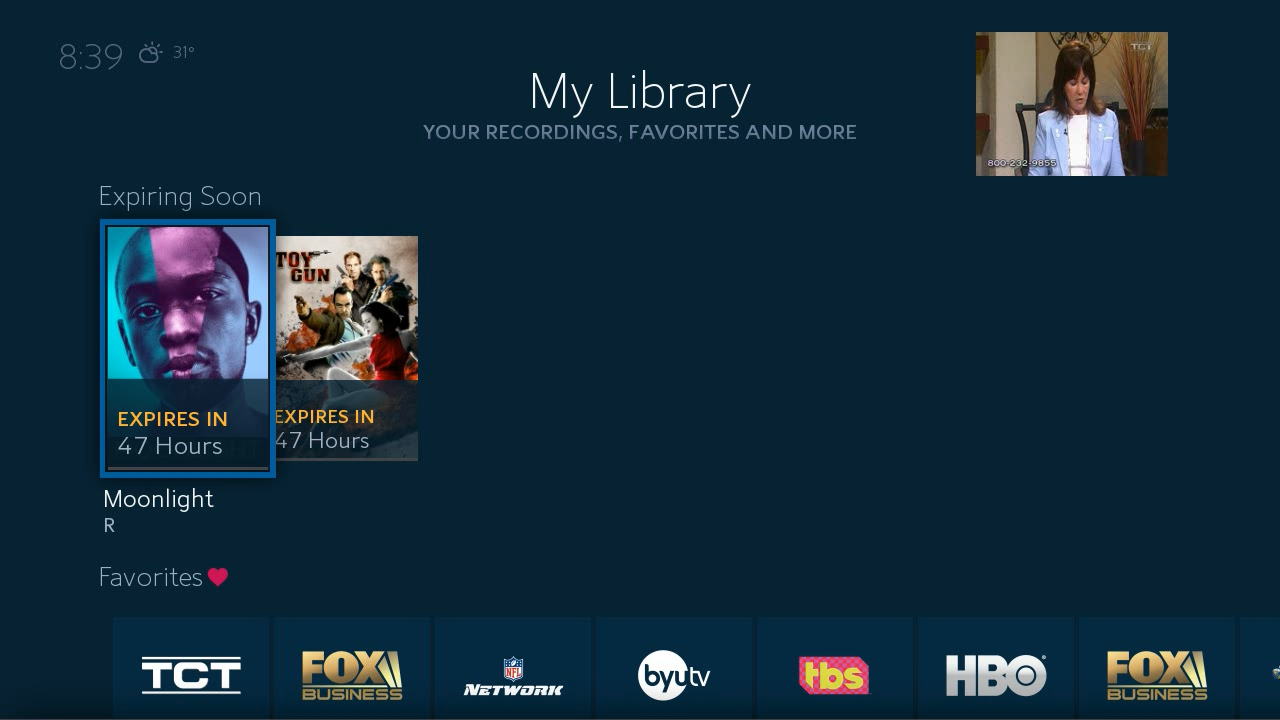 8:39
31°
My Library
YOUR RECORDINGS, FAVORITES AND MORE
TCT
800-232-9855
Expiring Soon
TOY
GUN
EXPIRES IN
47 Hours
EXPIRES IN
47 Hours
Moonlight
R
Favorites
TCT
FOX
BUSINESS
NFL
NETWORK
byutv
tbs
HBO
FOX
BUSINESS